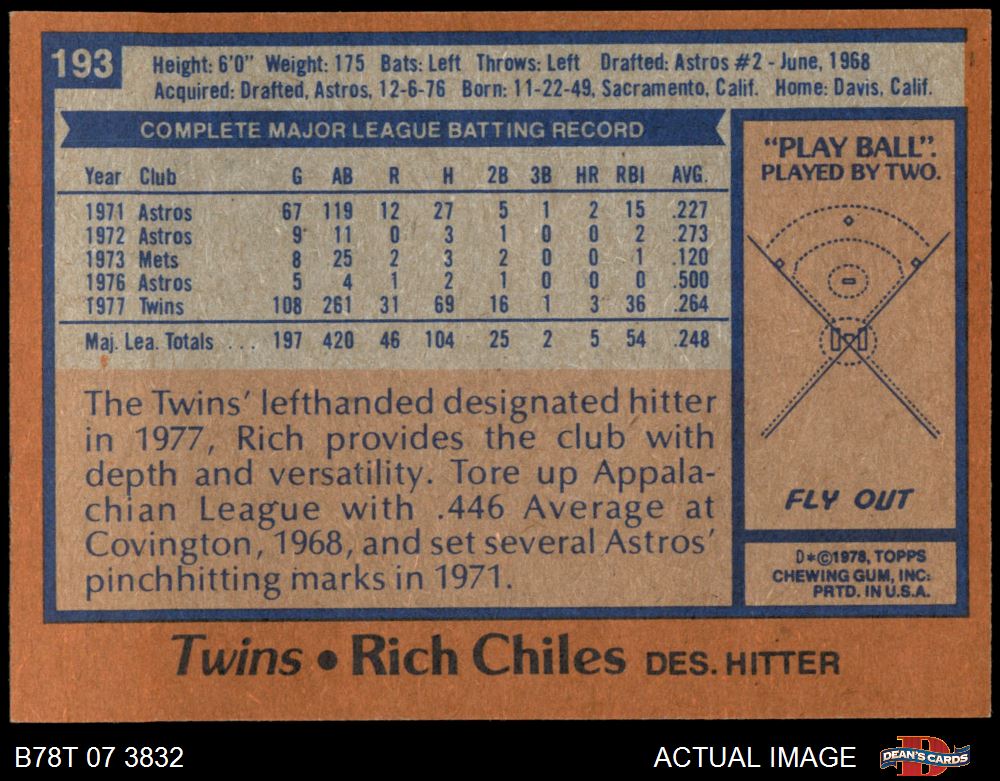 193
Height: 6'0" Weight: 175 Bats: Left Throws: Left Drafted: Astros #2 - June, 1968
Acquired: Drafted, Astros, 12-6-76 Born: 11-22-49, Sacramento, Calif. Home: Davis, Calif.
COMPLETE MAJOR LEAGUE BATTING RECORD
Year Club G AB R H 2B 3B HR RBI AVG.
1971 Astros 67 119 12 27 5 1 2 15 .227
1972 Astros 9 11 0 3 1 0 0 2 .273
1973 Mets 8 25 2 3 2 0 0 1 .120
1976 Astros 5 4 1 2 1 0 0 0 .500
1977 Twins 108 261 31 69 16 1 3 36 .264
Maj. Lea. Totals ... 197 420 46 104 25 2 5 54 .248
The Twins' lefthanded designated hitter
in 1977, Rich provides the club with
depth and versatility. Tore up Appala-
chian League with .446 Average at
Covington, 1968, and set several Astros'
pinchhitting marks in 1971.
"PLAY BALL".
PLAYED BY TWO.
FLY OUT
D*©1978, TOPPS
CHEWING GUM, INC:
PRTD. IN U.S.A.
Twins • Rich Chiles DES. HITTER
B78T 07 3832
ACTUAL IMAGE
DEAN'S CARDS